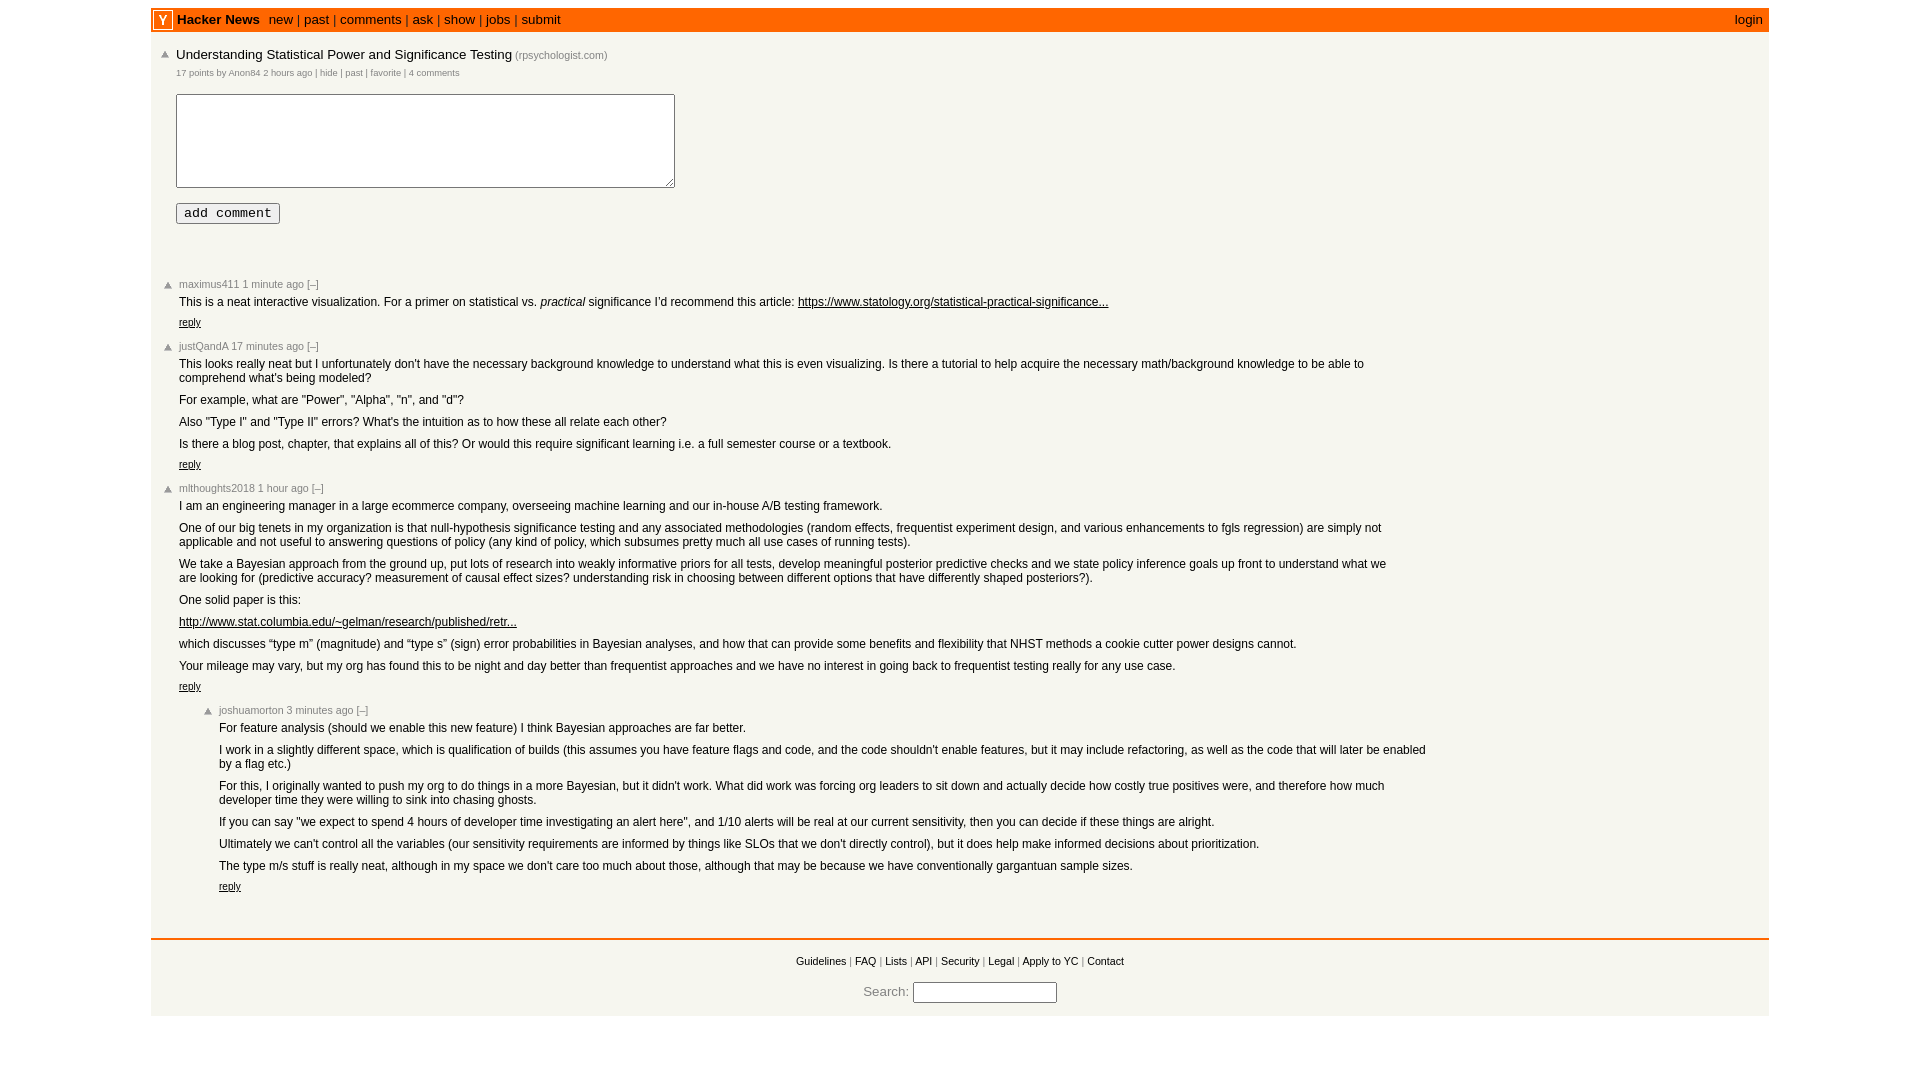 Y Hacker News new | past | comments | ask | show | jobs | submit login
Understanding Statistical Power and Significance Testing (rpsychologist.com)
17 points by Anon84 2 hours ago | hide | past | favorite | 4 comments
add comment
maximus411 1 minute ago [–]
This is a neat interactive visualization. For a primer on statistical vs. practical significance I’d recommend this article: https://www.statology.org/statistical-practical-significance...
reply
justQandA 17 minutes ago [–]
This looks really neat but I unfortunately don't have the necessary background knowledge to understand what this is even visualizing. Is there a tutorial to help acquire the necessary math/background knowledge to be able to
comprehend what's being modeled?
For example, what are "Power", "Alpha", "n", and "d"?
Also "Type I" and "Type II" errors? What's the intuition as to how these all relate each other?
Is there a blog post, chapter, that explains all of this? Or would this require significant learning i.e. a full semester course or a textbook.
reply
mlthoughts2018 1 hour ago [–]
I am an engineering manager in a large ecommerce company, overseeing machine learning and our in-house A/B testing framework.
One of our big tenets in my organization is that null-hypothesis significance testing and any associated methodologies (random effects, frequentist experiment design, and various enhancements to fgls regression) are simply not
applicable and not useful to answering questions of policy (any kind of policy, which subsumes pretty much all use cases of running tests).
We take a Bayesian approach from the ground up, put lots of research into weakly informative priors for all tests, develop meaningful posterior predictive checks and we state policy inference goals up front to understand what we
are looking for (predictive accuracy? measurement of causal effect sizes? understanding risk in choosing between different options that have differently shaped posteriors?).
One solid paper is this:
http://www.stat.columbia.edu/~gelman/research/published/retr...
which discusses “type m” (magnitude) and “type s” (sign) error probabilities in Bayesian analyses, and how that can provide some benefits and flexibility that NHST methods a cookie cutter power designs cannot.
Your mileage may vary, but my org has found this to be night and day better than frequentist approaches and we have no interest in going back to frequentist testing really for any use case.
reply
joshuamorton 3 minutes ago [–]
For feature analysis (should we enable this new feature) I think Bayesian approaches are far better.
I work in a slightly different space, which is qualification of builds (this assumes you have feature flags and code, and the code shouldn't enable features, but it may include refactoring, as well as the code that will later be enabled
by a flag etc.)
For this, I originally wanted to push my org to do things in a more Bayesian, but it didn't work. What did work was forcing org leaders to sit down and actually decide how costly true positives were, and therefore how much
developer time they were willing to sink into chasing ghosts.
If you can say "we expect to spend 4 hours of developer time investigating an alert here", and 1/10 alerts will be real at our current sensitivity, then you can decide if these things are alright.
Ultimately we can't control all the variables (our sensitivity requirements are informed by things like SLOs that we don't directly control), but it does help make informed decisions about prioritization.
The type m/s stuff is really neat, although in my space we don't care too much about those, although that may be because we have conventionally gargantuan sample sizes.
reply
Guidelines | FAQ | Lists | API | Security | Legal | Apply to YC | Contact
Search: